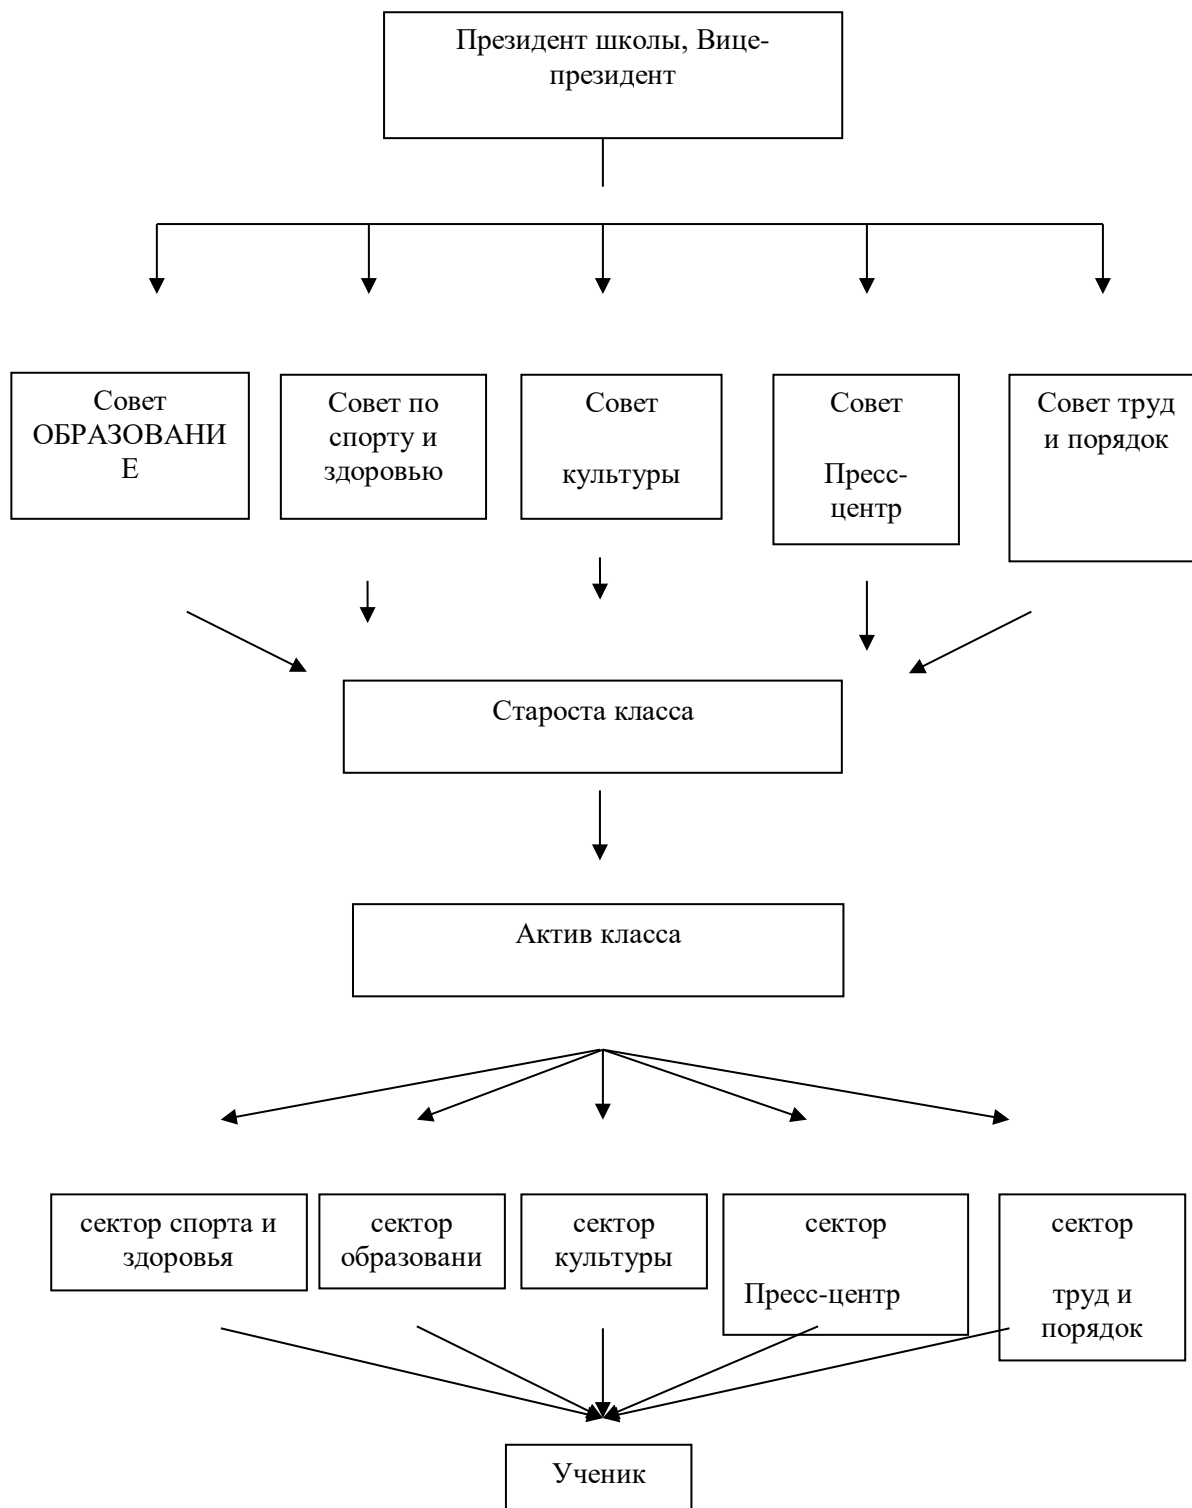 Президент школы, Вице-
президент
Совет
ОБРАЗОВАНИ
Е
Совет по
спорту и
здоровью
Совет
культуры
Совет
Пресс-
центр
Совет труд
и порядок
Староста класса
Актив класса
сектор спорта и
здоровья
сектор
образовани
сектор
культуры
сектор
Пресс-центр
сектор
труд и
порядок
Ученик